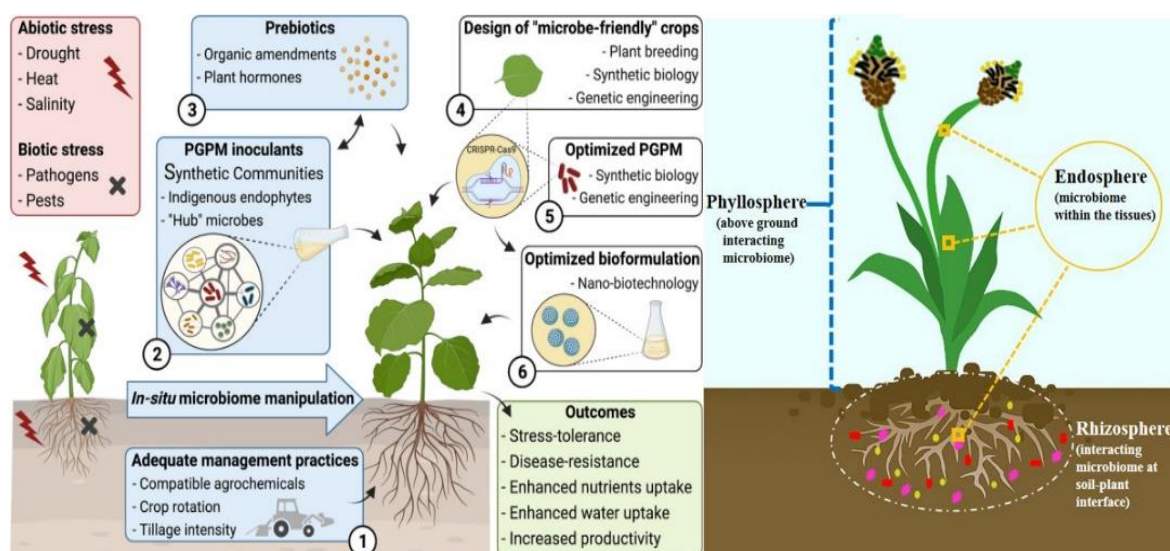 Abiotic stress
- Drought
- Heat
- Salinity
Biotic stress
- Pathogens
- Pests
Prebiotics
- Organic amendments
- Plant hormones
3
PGPM inoculants
Synthetic Communities
- Indigenous endophytes
- "Hub" microbes
2
Design of "microbe-friendly" crops
- Plant breeding
- Synthetic biology
- Genetic engineering
4
CRISPR-Cas9
Optimized PGPM
- Synthetic biology
- Genetic engineering
5
Optimized bioformulation
- Nano-biotechnology
6
In-situ microbiome manipulation
Adequate management practices
- Compatible agrochemicals
- Crop rotation
- Tillage intensity
1
Outcomes
- Stress-tolerance
- Disease-resistance
- Enhanced nutrients uptake
- Enhanced water uptake
- Increased productivity
Phyllosphere
(above ground
interacting
microbiome)
Endosphere
(microbiome
within the tissues)
Rhizosphere
(interacting
microbiome at
soil-plant
interface)